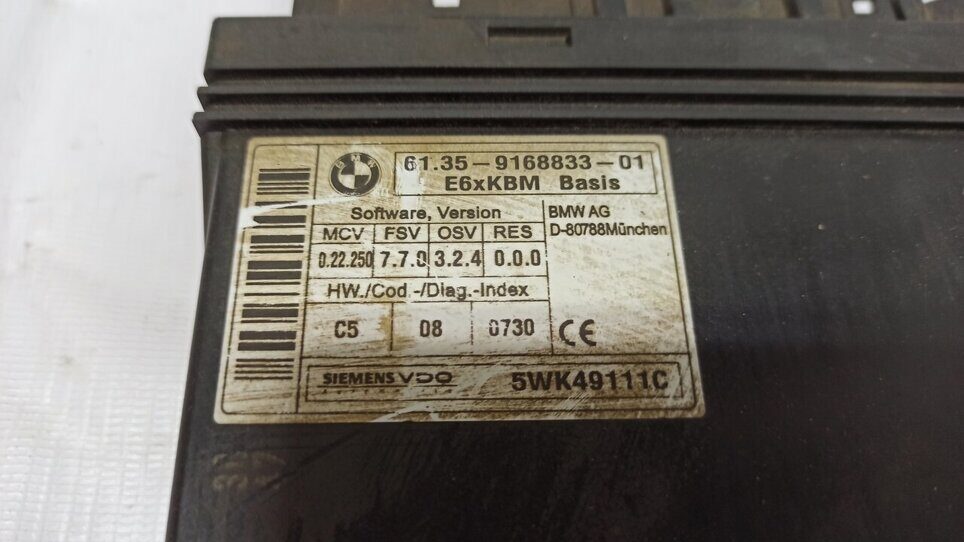 BMW
61.35-9168833-01
E6xKBM Basis
Software, Version
MCV FSV OSV RES
0.22.250 7.7.0 3.2.4 0.0.0
HW./Cod.-/Diag.-Index
C5 08 0730
BMW AG
D-80788München
CE
SIEMENS VDO
5WK49111C